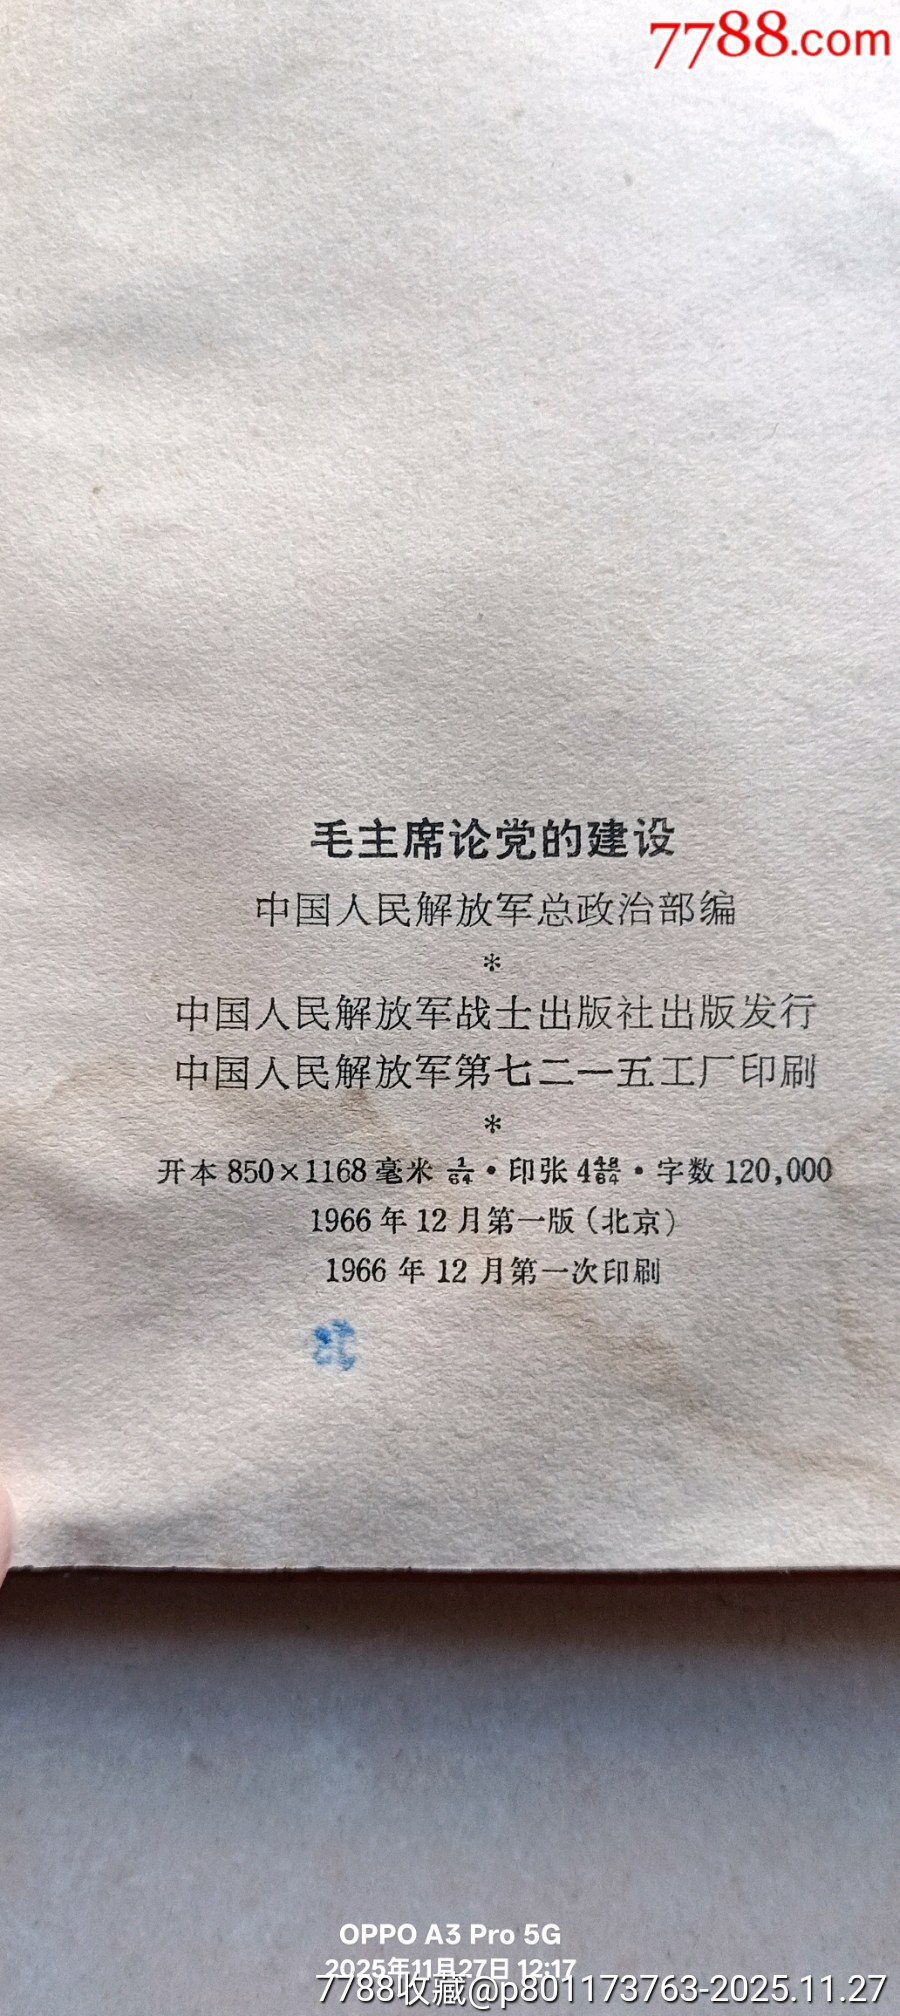 7788.com
毛主席论党的建设
中国人民解放军总政治部编
*
中国人民解放军战士出版社出版发行
中国人民解放军第七二一五工厂印刷
*
开本 850×1168 毫米 1/64 · 印张 4 48/64 · 字数 120,000
1966 年 12 月第一版(北京)
1966 年 12 月第一次印刷
OPPO A3 Pro 5G
2025年11月27日 12:17
7788收藏@p801173763-2025.11.27